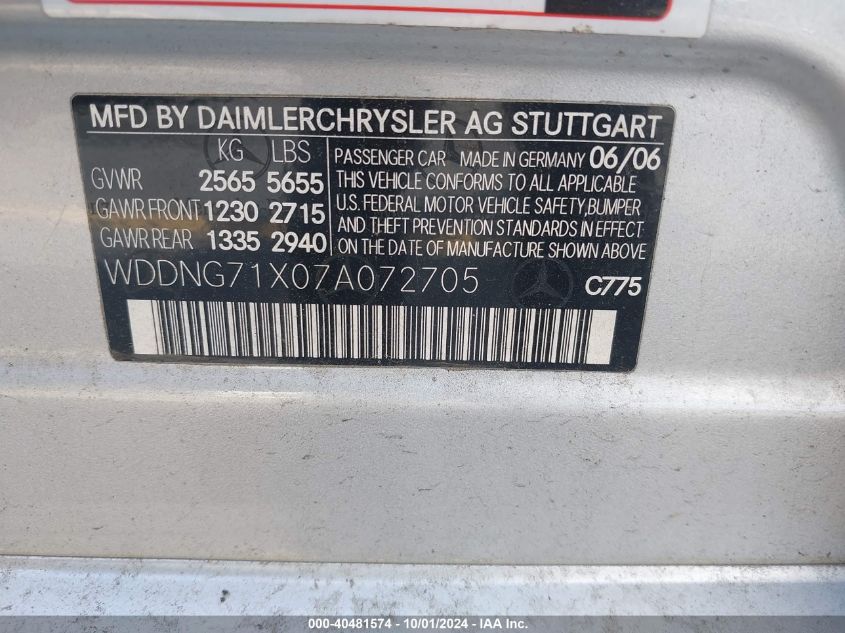 MFD BY DAIMLERCHRYSLER AG STUTTGART
KG LBS
GVWR 2565 5655
GAWR FRONT 1230 2715
GAWR REAR 1335 2940
PASSENGER CAR MADE IN GERMANY 06/06
THIS VEHICLE CONFORMS TO ALL APPLICABLE
U.S. FEDERAL MOTOR VEHICLE SAFETY,BUMPER
AND THEFT PREVENTION STANDARDS IN EFFECT
ON DATE OF MANUFACTURE SHOWN ABOVE
WDDNG71X07A072705
C775
000-40481574 - 10/01/2024 - IAA, Inc.